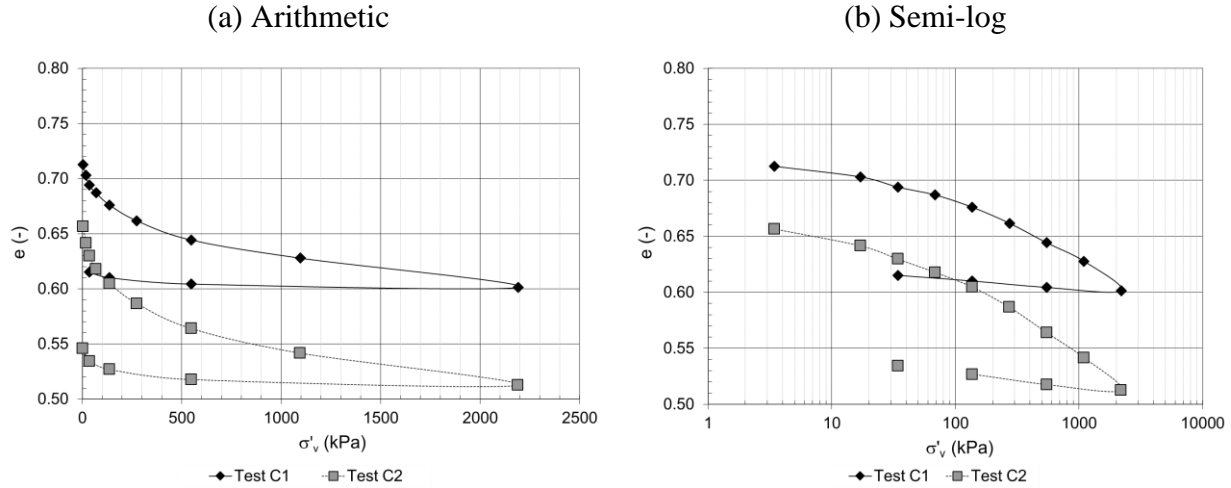 (a) Arithmetic
(b) Semi-log
0.80
0.75
0.70
0.65
0.60
0.55
0.50
e (-)
0
500
1000
1500
2000
2500
σ'v (kPa)
Test C1
Test C2
0.80
0.75
0.70
0.65
0.60
0.55
0.50
e (-)
1
10
100
1000
10000
σ'v (kPa)
Test C1
Test C2